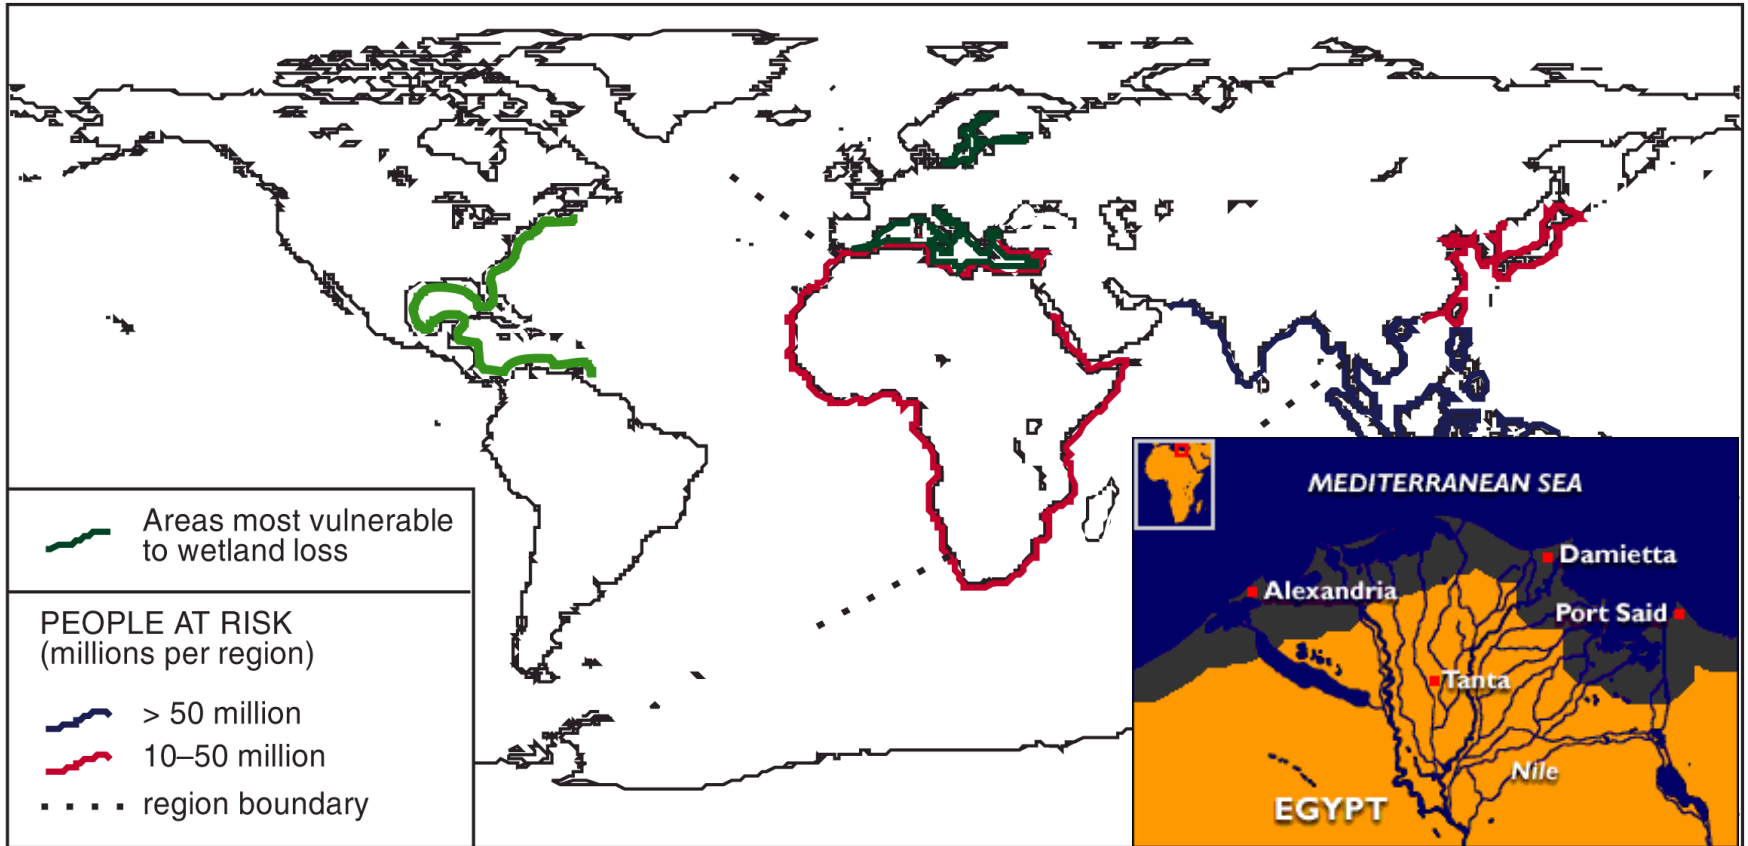 Areas most vulnerable
to wetland loss
PEOPLE AT RISK
(millions per region)
> 50 million
10–50 million
region boundary
MEDITERRANEAN SEA
Damietta
Alexandria
Port Said
Tanta
Nile
EGYPT